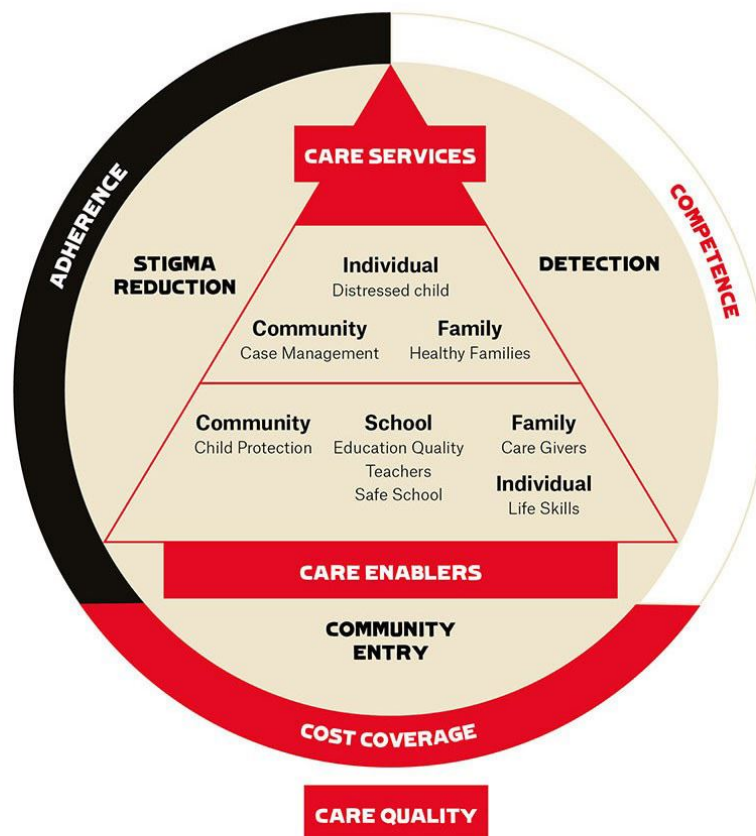 CARE SERVICES
ADHERENCE
COMPETENCE
STIGMA
REDUCTION
DETECTION
Individual
Distressed child
Community
Case Management
Family
Healthy Families
Community
Child Protection
School
Education Quality
Teachers
Safe School
Family
Care Givers
Individual
Life Skills
CARE ENABLERS
COMMUNITY
ENTRY
COST COVERAGE
CARE QUALITY